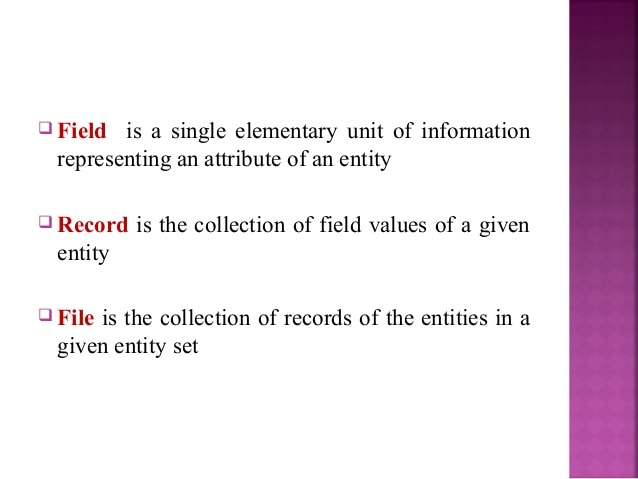 ❑ Field is a single elementary unit of information
representing an attribute of an entity
❑ Record is the collection of field values of a given
entity
❑ File is the collection of records of the entities in a
given entity set